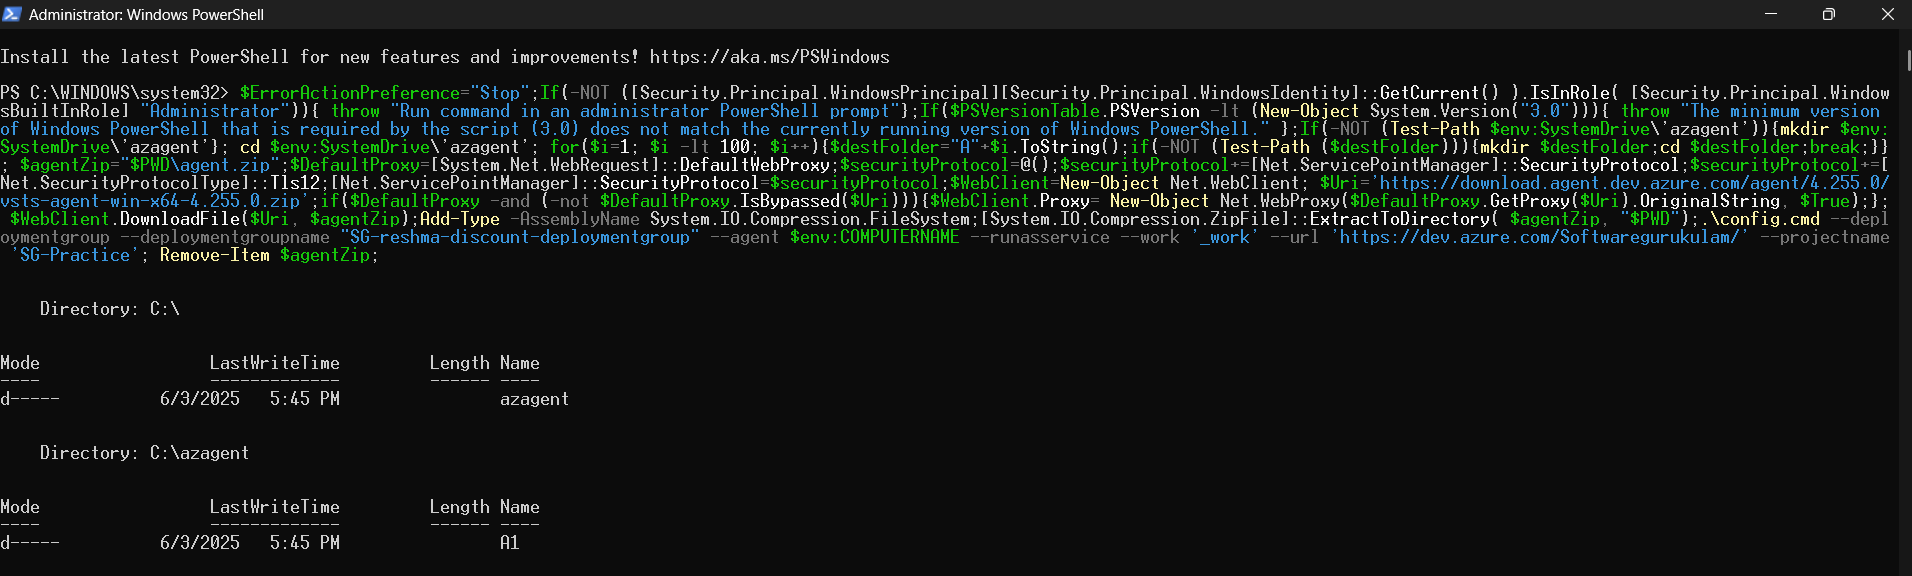 Administrator: Windows PowerShell
Install the latest PowerShell for new features and improvements! https://aka.ms/PSWindows
PS C:\WINDOWS\system32> $ErrorActionPreference="Stop";If(-NOT ([Security.Principal.WindowsPrincipal][Security.Principal.WindowsIdentity]::GetCurrent() ).IsInRole( [Security.Principal.Window
sBuiltInRole] "Administrator")){ throw "Run command in an administrator PowerShell prompt"};If($PSVersionTable.PSVersion -lt (New-Object System.Version("3.0"))){ throw "The minimum version
of Windows PowerShell that is required by the script (3.0) does not match the currently running version of Windows PowerShell." };If(-NOT (Test-Path $env:SystemDrive\'azagent')){mkdir $env:
SystemDrive\'azagent'}; cd $env:SystemDrive\'azagent'; for($i=1; $i -lt 100; $i++){$destFolder="A"+$i.ToString();if(-NOT (Test-Path ($destFolder))){mkdir $destFolder;cd $destFolder;break;}}
; $agentZip="$PWD\agent.zip";$DefaultProxy=[System.Net.WebRequest]::DefaultWebProxy;$securityProtocol=@();$securityProtocol+=[Net.ServicePointManager]::SecurityProtocol;$securityProtocol+=[
Net.SecurityProtocolType]::Tls12;[Net.ServicePointManager]::SecurityProtocol=$securityProtocol;$WebClient=New-Object Net.WebClient; $Uri='https://download.agent.dev.azure.com/agent/4.255.0/
vsts-agent-win-x64-4.255.0.zip';if($DefaultProxy -and (-not $DefaultProxy.IsBypassed($Uri))){$WebClient.Proxy= New-Object Net.WebProxy($DefaultProxy.GetProxy($Uri).OriginalString, $True);};
$WebClient.DownloadFile($Uri, $agentZip);Add-Type -AssemblyName System.IO.Compression.FileSystem;[System.IO.Compression.ZipFile]::ExtractToDirectory( $agentZip, "$PWD");.\config.cmd --depl
oymentgroup --deploymentgroupname "SG-reshma-discount-deploymentgroup" --agent $env:COMPUTERNAME --runasservice --work '_work' --url 'https://dev.azure.com/Softwaregurukulam/' --projectname
'SG-Practice'; Remove-Item $agentZip;
Directory: C:\
Mode LastWriteTime Length Name
---- ------------- ------ ----
d----- 6/3/2025 5:45 PM azagent
Directory: C:\azagent
Mode LastWriteTime Length Name
---- ------------- ------ ----
d----- 6/3/2025 5:45 PM A1